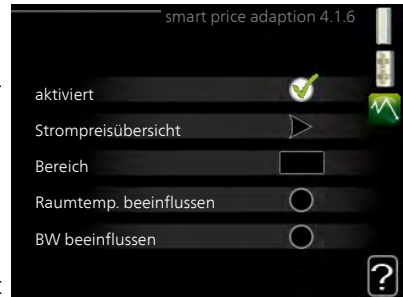 smart price adaption 4.1.6
aktiviert
Strompreisübersicht
Bereich
Raumtemp. beeinflussen
BW beeinflussen
?